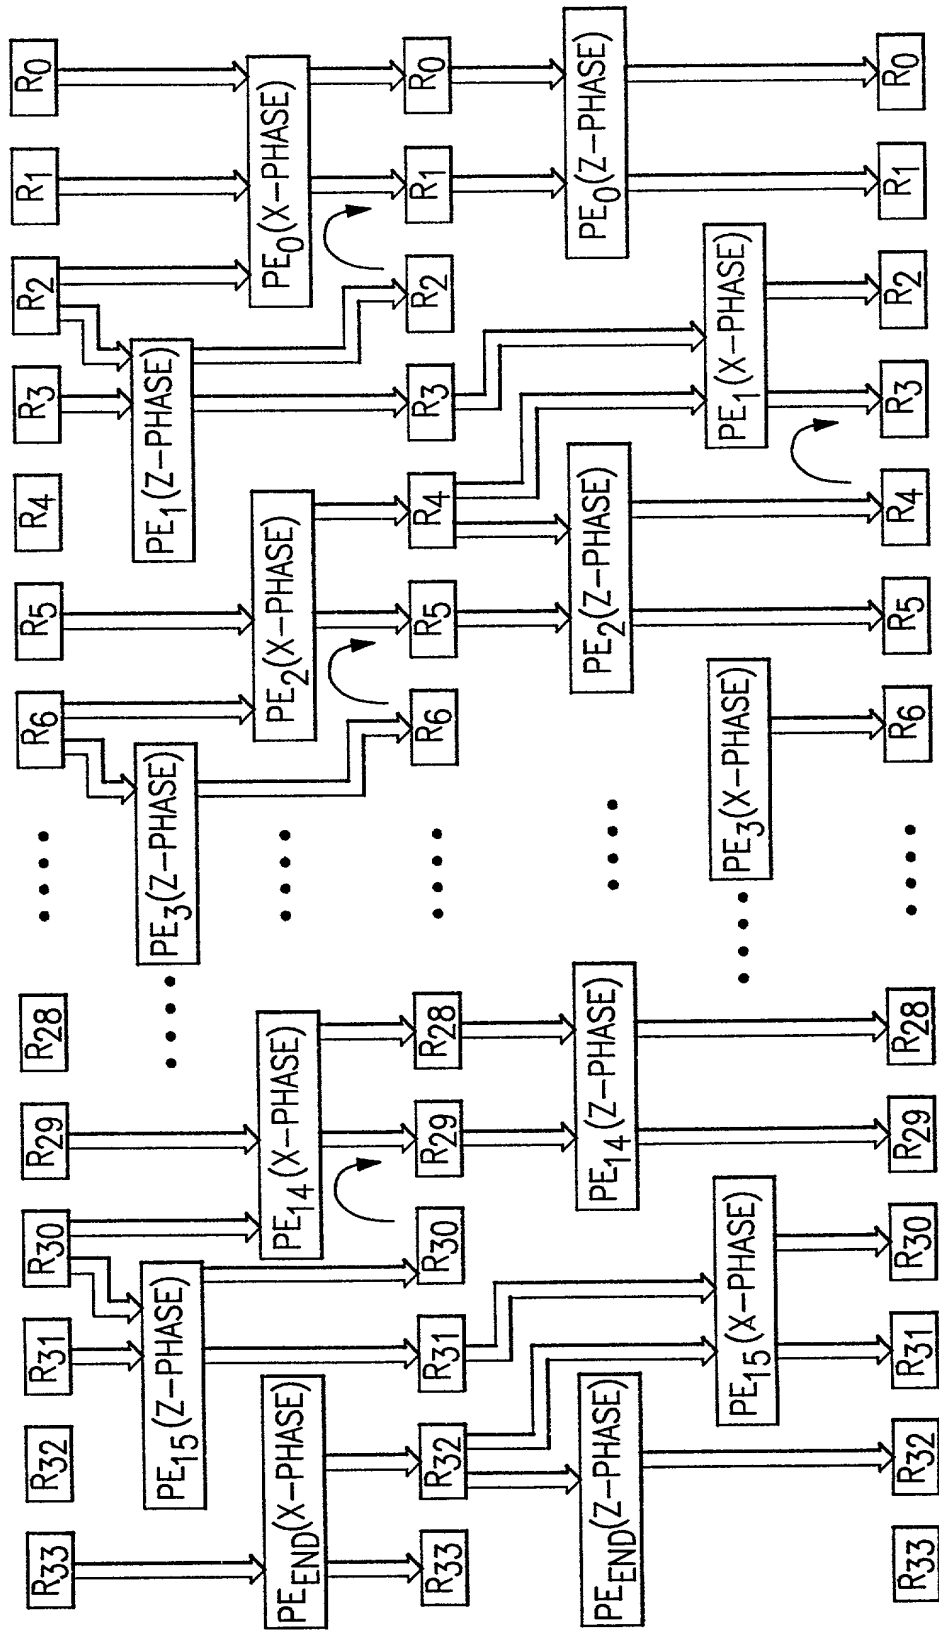 R33 R32 R31 R30 R29 R28 •••• R6 R5 R4 R3 R2 R1 R0
PE15(Z-PHASE) •••• PE3(Z-PHASE) PE1(Z-PHASE)
PEEND(X-PHASE) PE14(X-PHASE) •••• PE2(X-PHASE) PE0(X-PHASE)
R33 R32 R31 R30 R29 R28 •••• R6 R5 R4 R3 R2 R1 R0
PEEND(Z-PHASE) PE14(Z-PHASE) •••• PE2(Z-PHASE) PE0(Z-PHASE)
PE15(X-PHASE) •••• PE3(X-PHASE) PE1(X-PHASE)
R33 R32 R31 R30 R29 R28 •••• R6 R5 R4 R3 R2 R1 R0